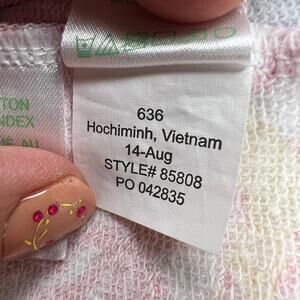 636
Hochiminh, Vietnam
14-Aug
STYLE# 85808
PO 042835